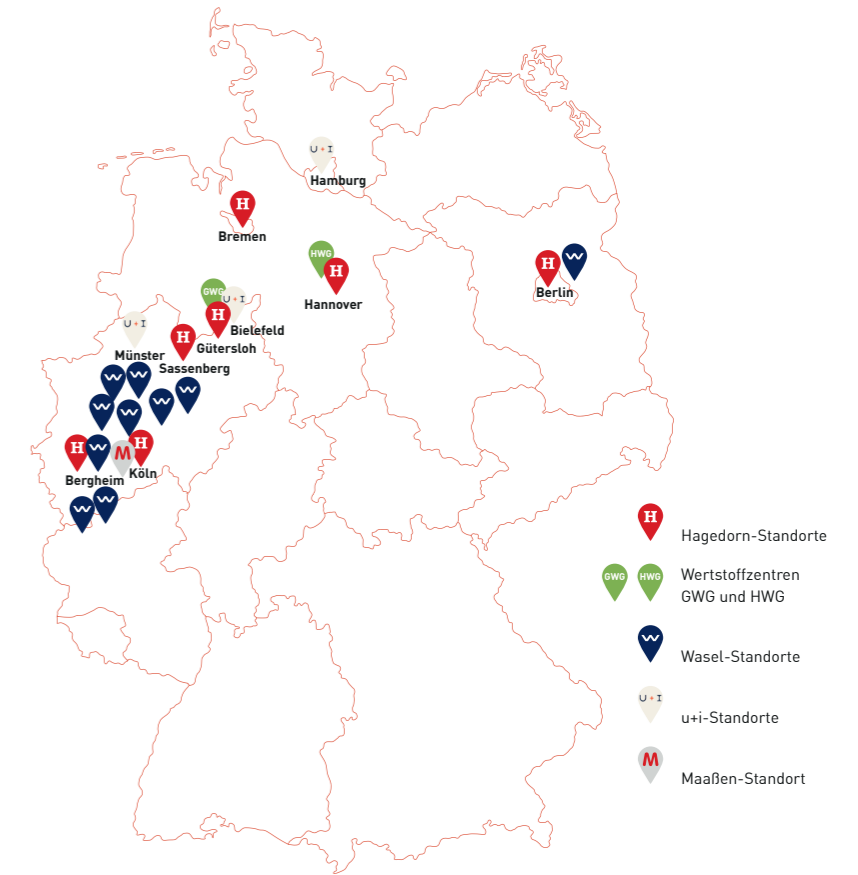 U+I
Hamburg
H
Bremen
HWG
H
Hannover
H
W
Berlin
GWG
U+I
H
Bielefeld
Gütersloh
U+I
Münster
H
Sassenberg
W
W
W
W
W
W
H
W
M
H
Köln
Bergheim
W
W
H
Hagedorn-Standorte
GWG
HWG
Wertstoffzentren
GWG und HWG
W
Wasel-Standorte
U+I
u+i-Standorte
M
Maaßen-Standort